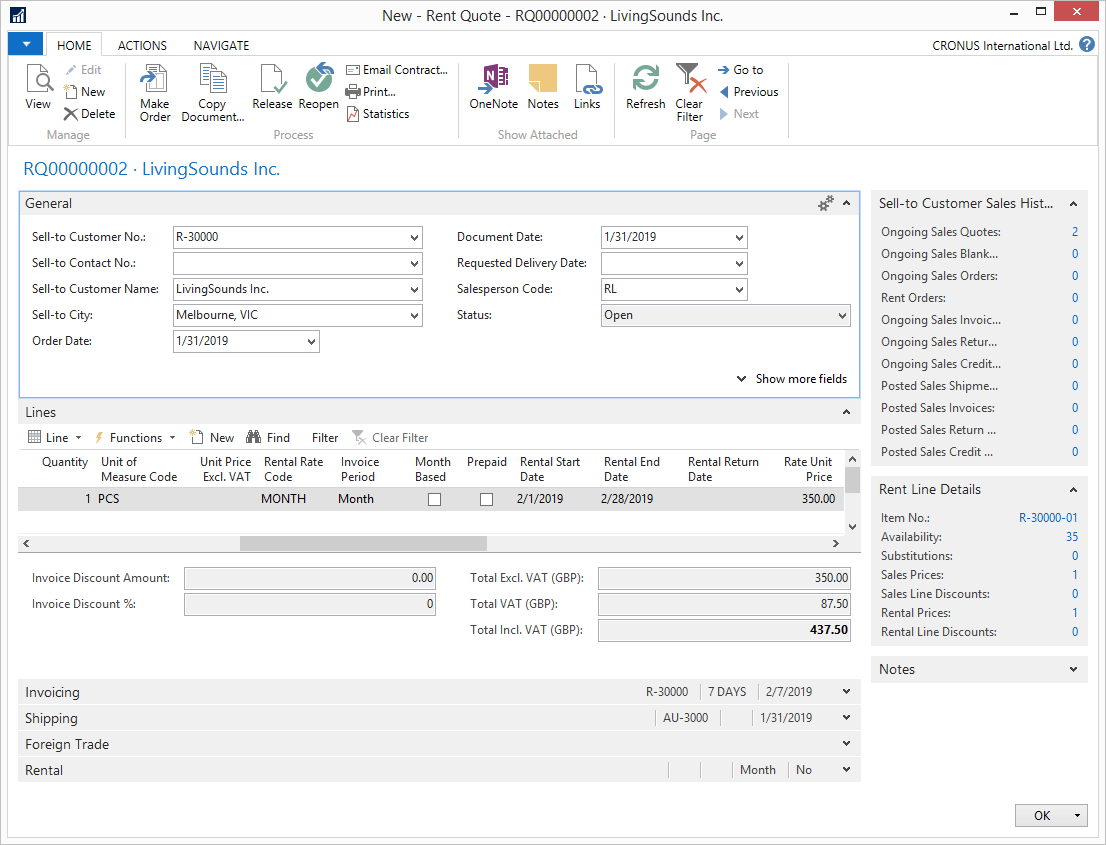 New - Rent Quote - RQ00000002 · LivingSounds Inc.
HOME ACTIONS NAVIGATE CRONUS International Ltd. ?
View
Edit
New
Delete
Manage
Make Order
Copy Document...
Release
Reopen
Email Contract...
Print...
Statistics
Process
OneNote
Notes
Links
Show Attached
Refresh
Clear Filter
Go to
Previous
Next
Page
RQ00000002 · LivingSounds Inc.
General
Sell-to Customer No.: R-30000
Sell-to Contact No.:
Sell-to Customer Name: LivingSounds Inc.
Sell-to City: Melbourne, VIC
Order Date: 1/31/2019
Document Date: 1/31/2019
Requested Delivery Date:
Salesperson Code: RL
Status: Open
Show more fields
Lines
Line Functions New Find Filter Clear Filter
Quantity Unit of Unit Price Rental Rate Invoice Month Prepaid Rental Start Rental End Rental Return Rate Unit
Measure Code Excl. VAT Code Period Based Date Date Date Price
1 PCS MONTH Month 2/1/2019 2/28/2019 350.00
Invoice Discount Amount: 0.00
Invoice Discount %: 0
Total Excl. VAT (GBP): 350.00
Total VAT (GBP): 87.50
Total Incl. VAT (GBP): 437.50
Invoicing R-30000 7 DAYS 2/7/2019
Shipping AU-3000 1/31/2019
Foreign Trade
Rental Month No
Sell-to Customer Sales Hist...
Ongoing Sales Quotes: 2
Ongoing Sales Blank... 0
Ongoing Sales Orders: 0
Rent Orders: 0
Ongoing Sales Invoic... 0
Ongoing Sales Retur... 0
Ongoing Sales Credit... 0
Posted Sales Shipme... 0
Posted Sales Invoices: 0
Posted Sales Return ... 0
Posted Sales Credit ... 0
Rent Line Details
Item No.: R-30000-01
Availability: 35
Substitutions: 0
Sales Prices: 1
Sales Line Discounts: 0
Rental Prices: 1
Rental Line Discounts: 0
Notes
OK